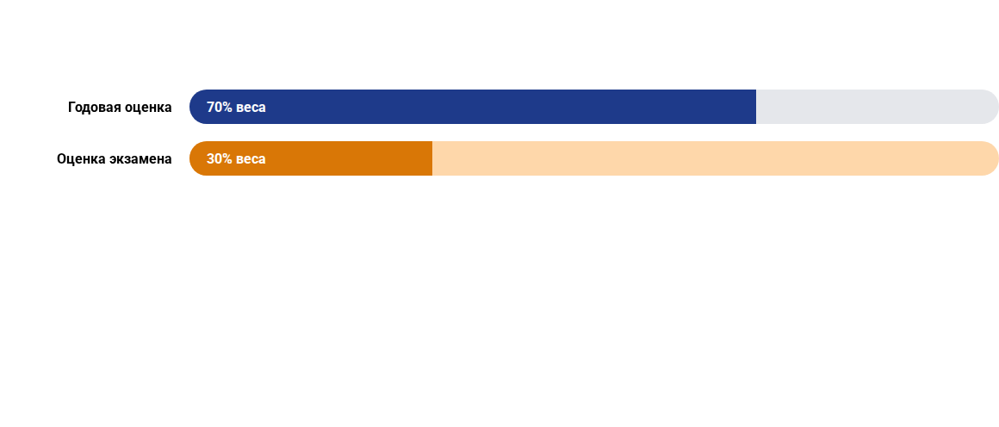 Годовая оценка
70% веса
Оценка экзамена
30% веса